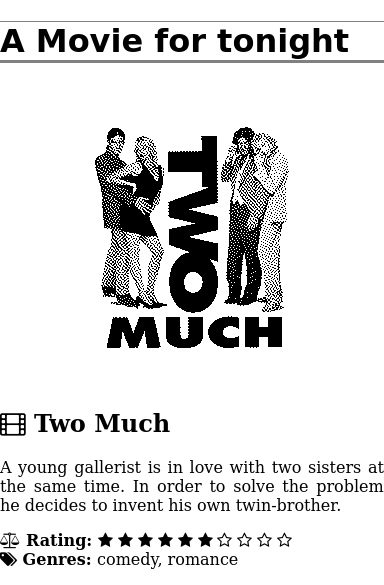 A Movie for tonight
TWO
MUCH
Two Much
A young gallerist is in love with two sisters at
the same time. In order to solve the problem
he decides to invent his own twin-brother.
Rating: ★★★★★★☆☆☆☆
Genres: comedy, romance